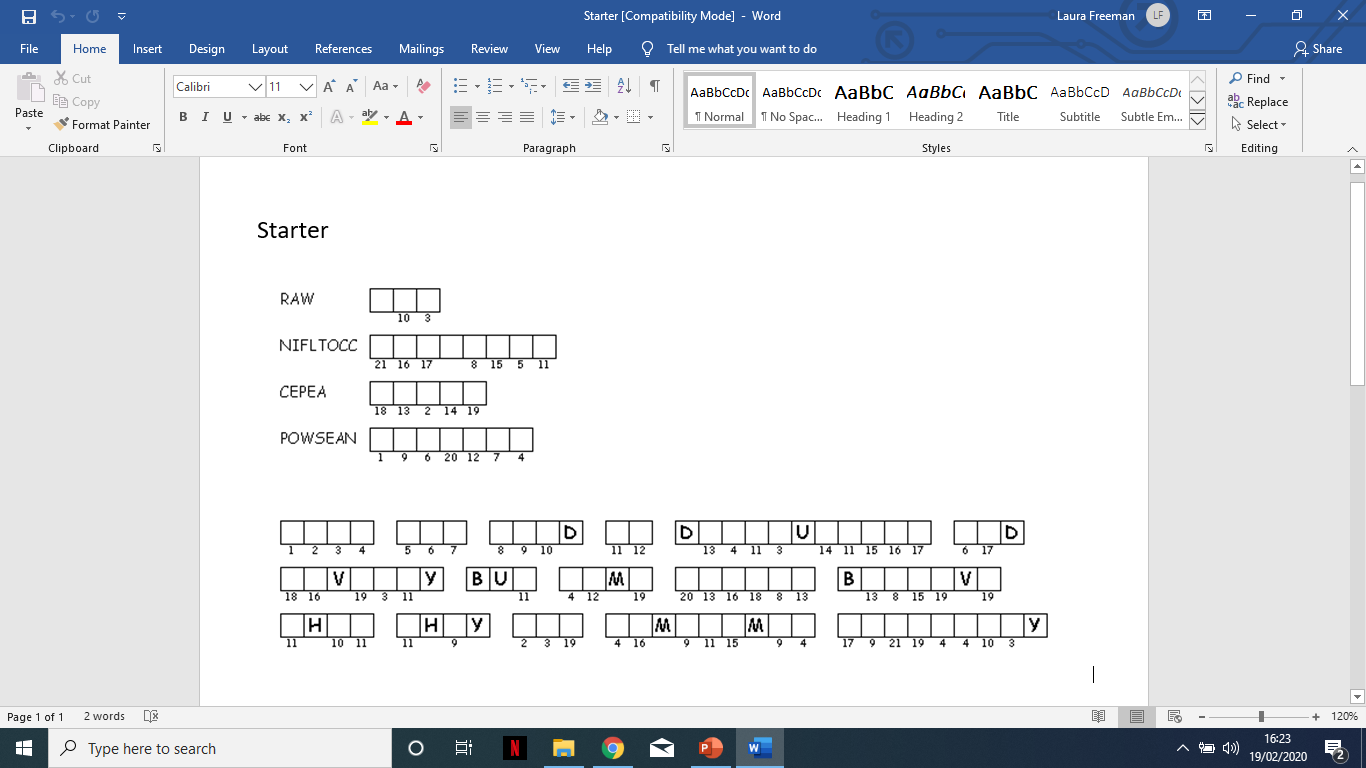 Starter [Compatibility Mode] - Word Laura Freeman LF
File Home Insert Design Layout References Mailings Review View Help Tell me what you want to do Share
Paste Cut Copy Format Painter Clipboard
Calibri 11 A A Aa B I U abc x₂ x² A aby A Font
Paragraph
AaBbCcDc AaBbCcDc AaBbC AaBbCc AaBbC AaBbCcD AaBbCcDc
¶ Normal ¶ No Spac... Heading 1 Heading 2 Title Subtitle Subtle Em... Styles
Find Replace Select Editing
Starter
RAW
10 3
NIFLTOCC
21 16 17 8 15 5 11
CEPEA
18 13 2 14 19
POWSEAN
1 9 6 20 12 7 4
D D U D
1 2 3 4 5 6 7 8 9 10 11 12 13 4 11 3 14 11 15 16 17 6 17
V Y B U M B V
18 16 19 3 11 11 4 12 19 20 13 16 18 8 13 13 8 15 19 19
H H Y M M Y
11 10 11 11 9 2 3 19 4 16 9 11 15 9 4 17 9 21 19 4 4 10 3
Page 1 of 1 2 words 120%
Type here to search N P W 16:23
19/02/2020 2